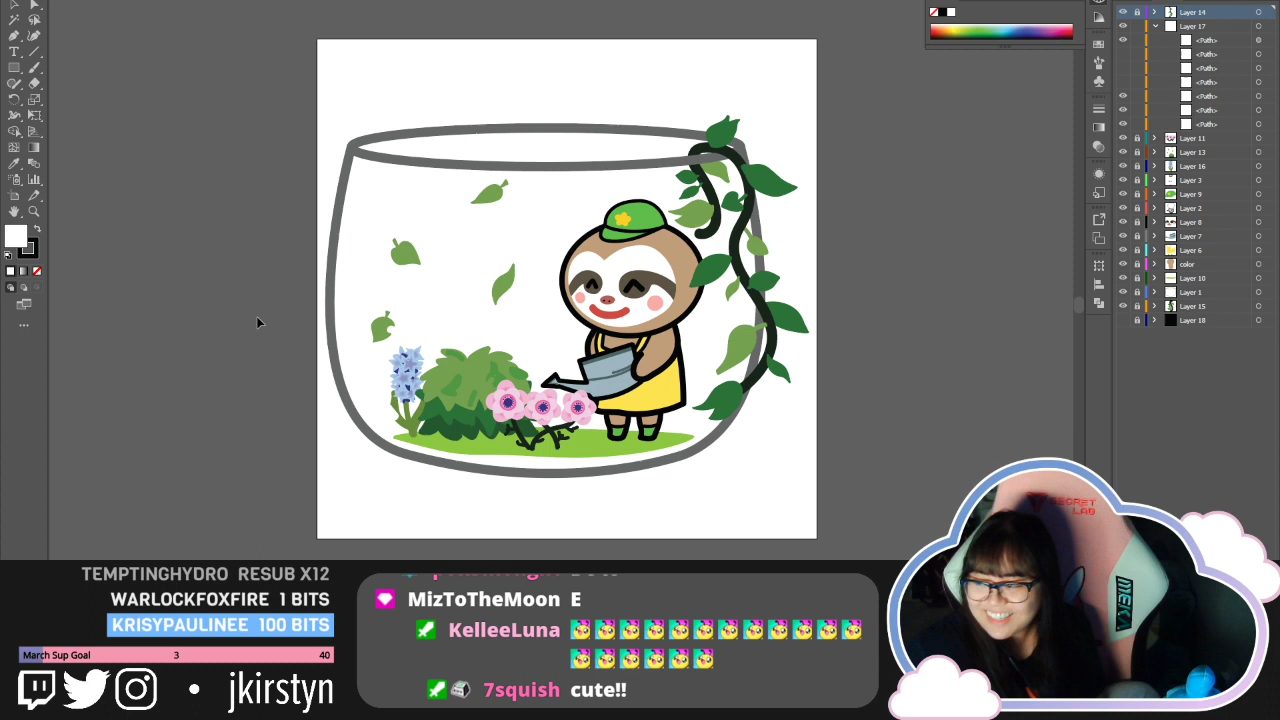 Layer 14
Layer 17
<Path>
<Path>
<Path>
<Path>
<Path>
<Path>
<Path>
Layer 11
Layer 13
Layer 16
Layer 3
Layer 9
Layer 2
Layer 8
Layer 7
Layer 6
color
Layer 10
Layer 1
Layer 15
Layer 18
SECRET
LAB
MEKA
TEMPTINGHYDRO RESUB X12
WARLOCKFOXFIRE 1 BITS
KRISYPAULINEE 100 BITS
March Sup Goal 3 40
jkirstyn
MizToTheMoon E
KelleeLuna
7squish cute!!